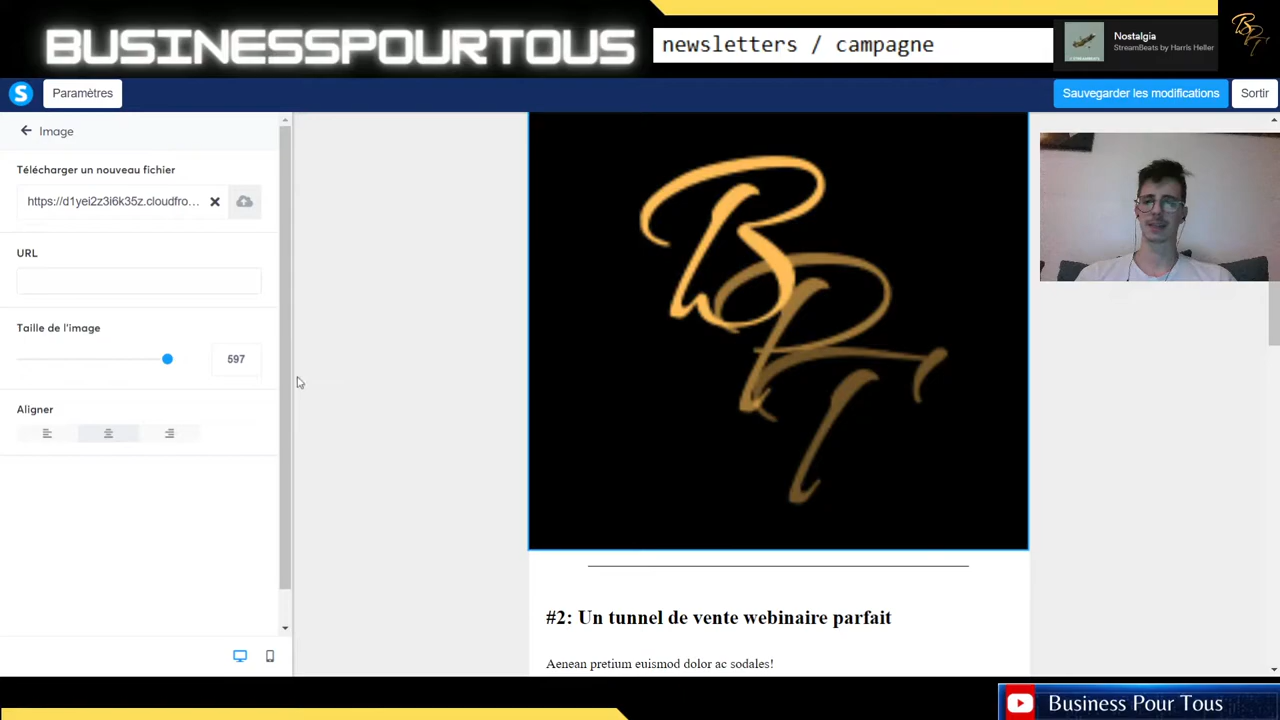 BUSINESSPOURTOUS
newsletters / campagne
Nostalgia
StreamBeats by Harris Heller
BPT
S
Paramètres
Sauvegarder les modifications
Sortir
Image
Télécharger un nouveau fichier
https://d1yei2z3i6k35z.cloudfro...
URL
Taille de l'image
597
Aligner
BPT
#2: Un tunnel de vente webinaire parfait
Aenean pretium euismod dolor ac sodales!
Business Pour Tous